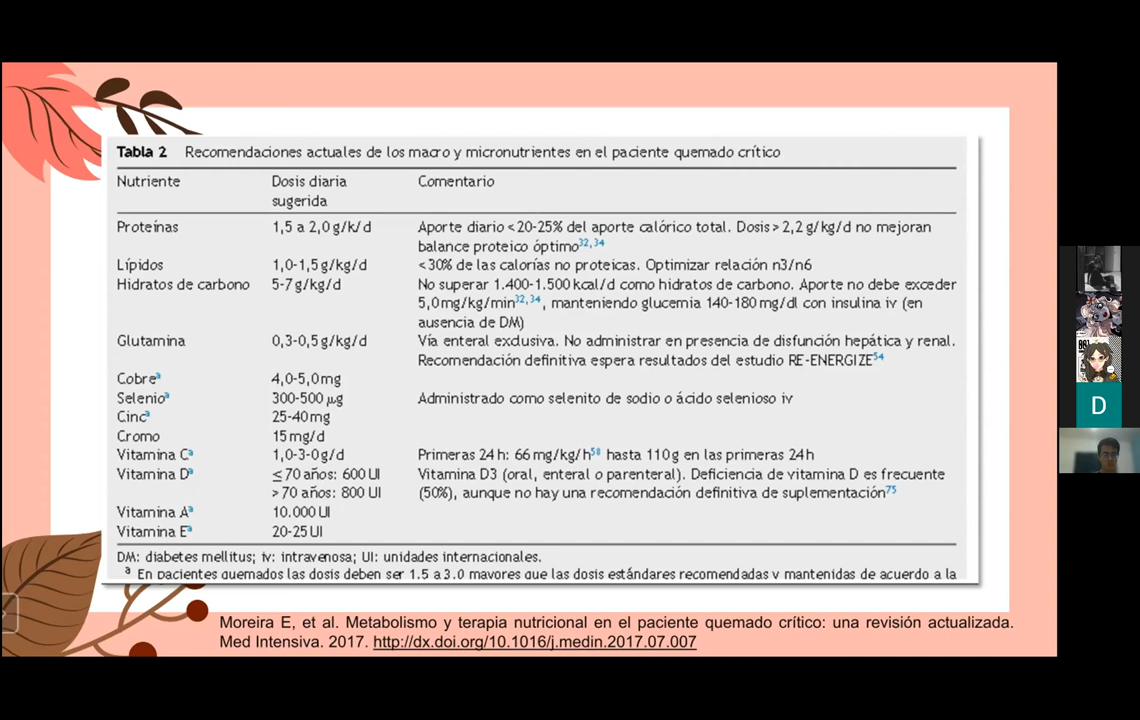 Tabla 2 Recomendaciones actuales de los macro y micronutrientes en el paciente quemado crítico
Nutriente Dosis diaria sugerida Comentario
Proteínas 1,5 a 2,0 g/k/d Aporte diario <20-25% del aporte calórico total. Dosis > 2,2 g/kg/d no mejoran
balance proteico óptimo32,34
Lípidos 1,0-1,5 g/kg/d <30% de las calorías no proteicas. Optimizar relación n3/n6
Hidratos de carbono 5-7 g/kg/d No superar 1.400-1.500 kcal/d como hidratos de carbono. Aporte no debe exceder
5,0 mg/kg/min32,34, manteniendo glucemia 140-180 mg/dl con insulina iv (en
ausencia de DM)
Glutamina 0,3-0,5 g/kg/d Vía enteral exclusiva. No administrar en presencia de disfunción hepática y renal.
Recomendación definitiva espera resultados del estudio RE-ENERGIZE54
Cobrea 4,0-5,0 mg
Selenioa 300-500 µg Administrado como selenito de sodio o ácido selenioso iv
Cinca 25-40 mg
Cromo 15 mg/d
Vitamina Ca 1,0-3-0 g/d Primeras 24 h: 66 mg/kg/h58 hasta 110 g en las primeras 24 h
Vitamina Da ≤ 70 años: 600 UI Vitamina D3 (oral, enteral o parenteral). Deficiencia de vitamina D es frecuente
> 70 años: 800 UI (50%), aunque no hay una recomendación definitiva de suplementación75
Vitamina Aa 10.000 UI
Vitamina Ea 20-25 UI
DM: diabetes mellitus; iv: intravenosa; UI: unidades internacionales.
a En pacientes quemados las dosis deben ser 1.5 a 3.0 mayores que las dosis estándares recomendadas y mantenidas de acuerdo a la
Moreira E, et al. Metabolismo y terapia nutricional en el paciente quemado crítico: una revisión actualizada.
Med Intensiva. 2017. http://dx.doi.org/10.1016/j.medin.2017.07.007
D